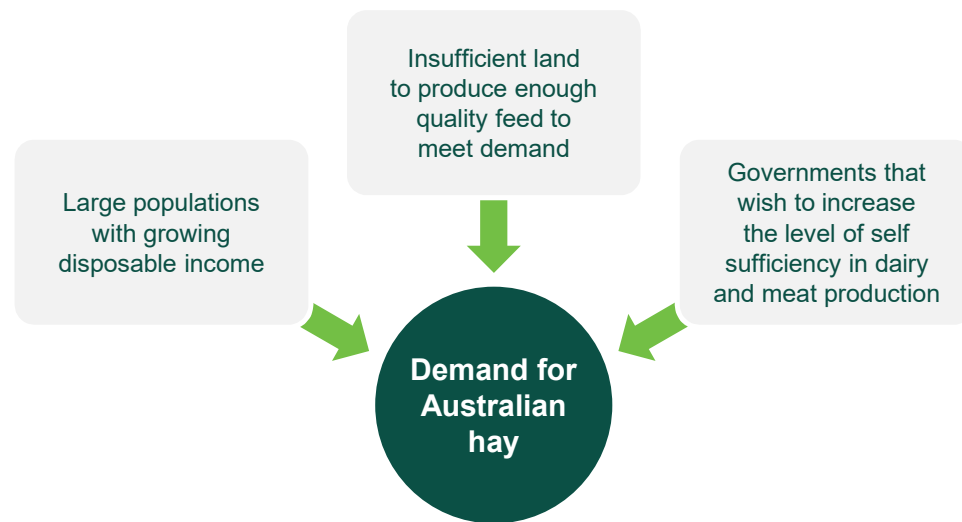 Insufficient land
to produce enough
quality feed to
meet demand
Large populations
with growing
disposable income
Governments that
wish to increase
the level of self
sufficiency in dairy
and meat production
Demand for
Australian
hay